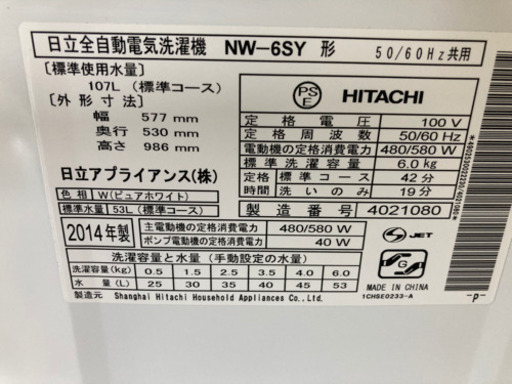 日立全自動電気洗濯機 NW-6SY 形 50/60Hz共用
[標準使用水量]
107L (標準コース)
[外形寸法]
幅 577 mm
奥行 530 mm
高さ 986 mm
日立アプライアンス(株)
色相 W(ピュアホワイト)
標準水量 53L(標準コース)
PS
E
HITACHI
定格電圧 100 V
定格周波数 50/60 Hz
電動機の定格消費電力 480/580 W
標準洗濯容量 6.0 kg
定格時間 標準コース 42 分
洗いのみ 19 分
製造番号 4021080
2014年製
主電動機の定格消費電力 480/580 W
ポンプ電動機の定格消費電力 40 W
JET
洗濯容量と水量 (手動設定の水量)
洗濯容量(kg) 0.5 1.5 2.5 3.5 4.0 6.0
水量(L) 25 30 35 40 45 53
製造元 Shanghai Hitachi Household Appliances Co., Ltd.
G
MADE IN CHINA
1CHSE0233-A
-P-